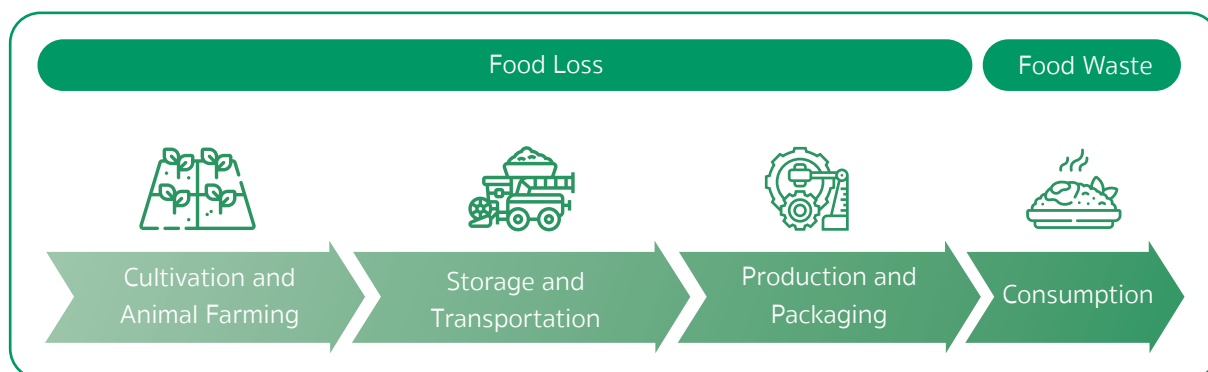 Food Loss
Food Waste
Cultivation and
Animal Farming
Storage and
Transportation
Production and
Packaging
Consumption